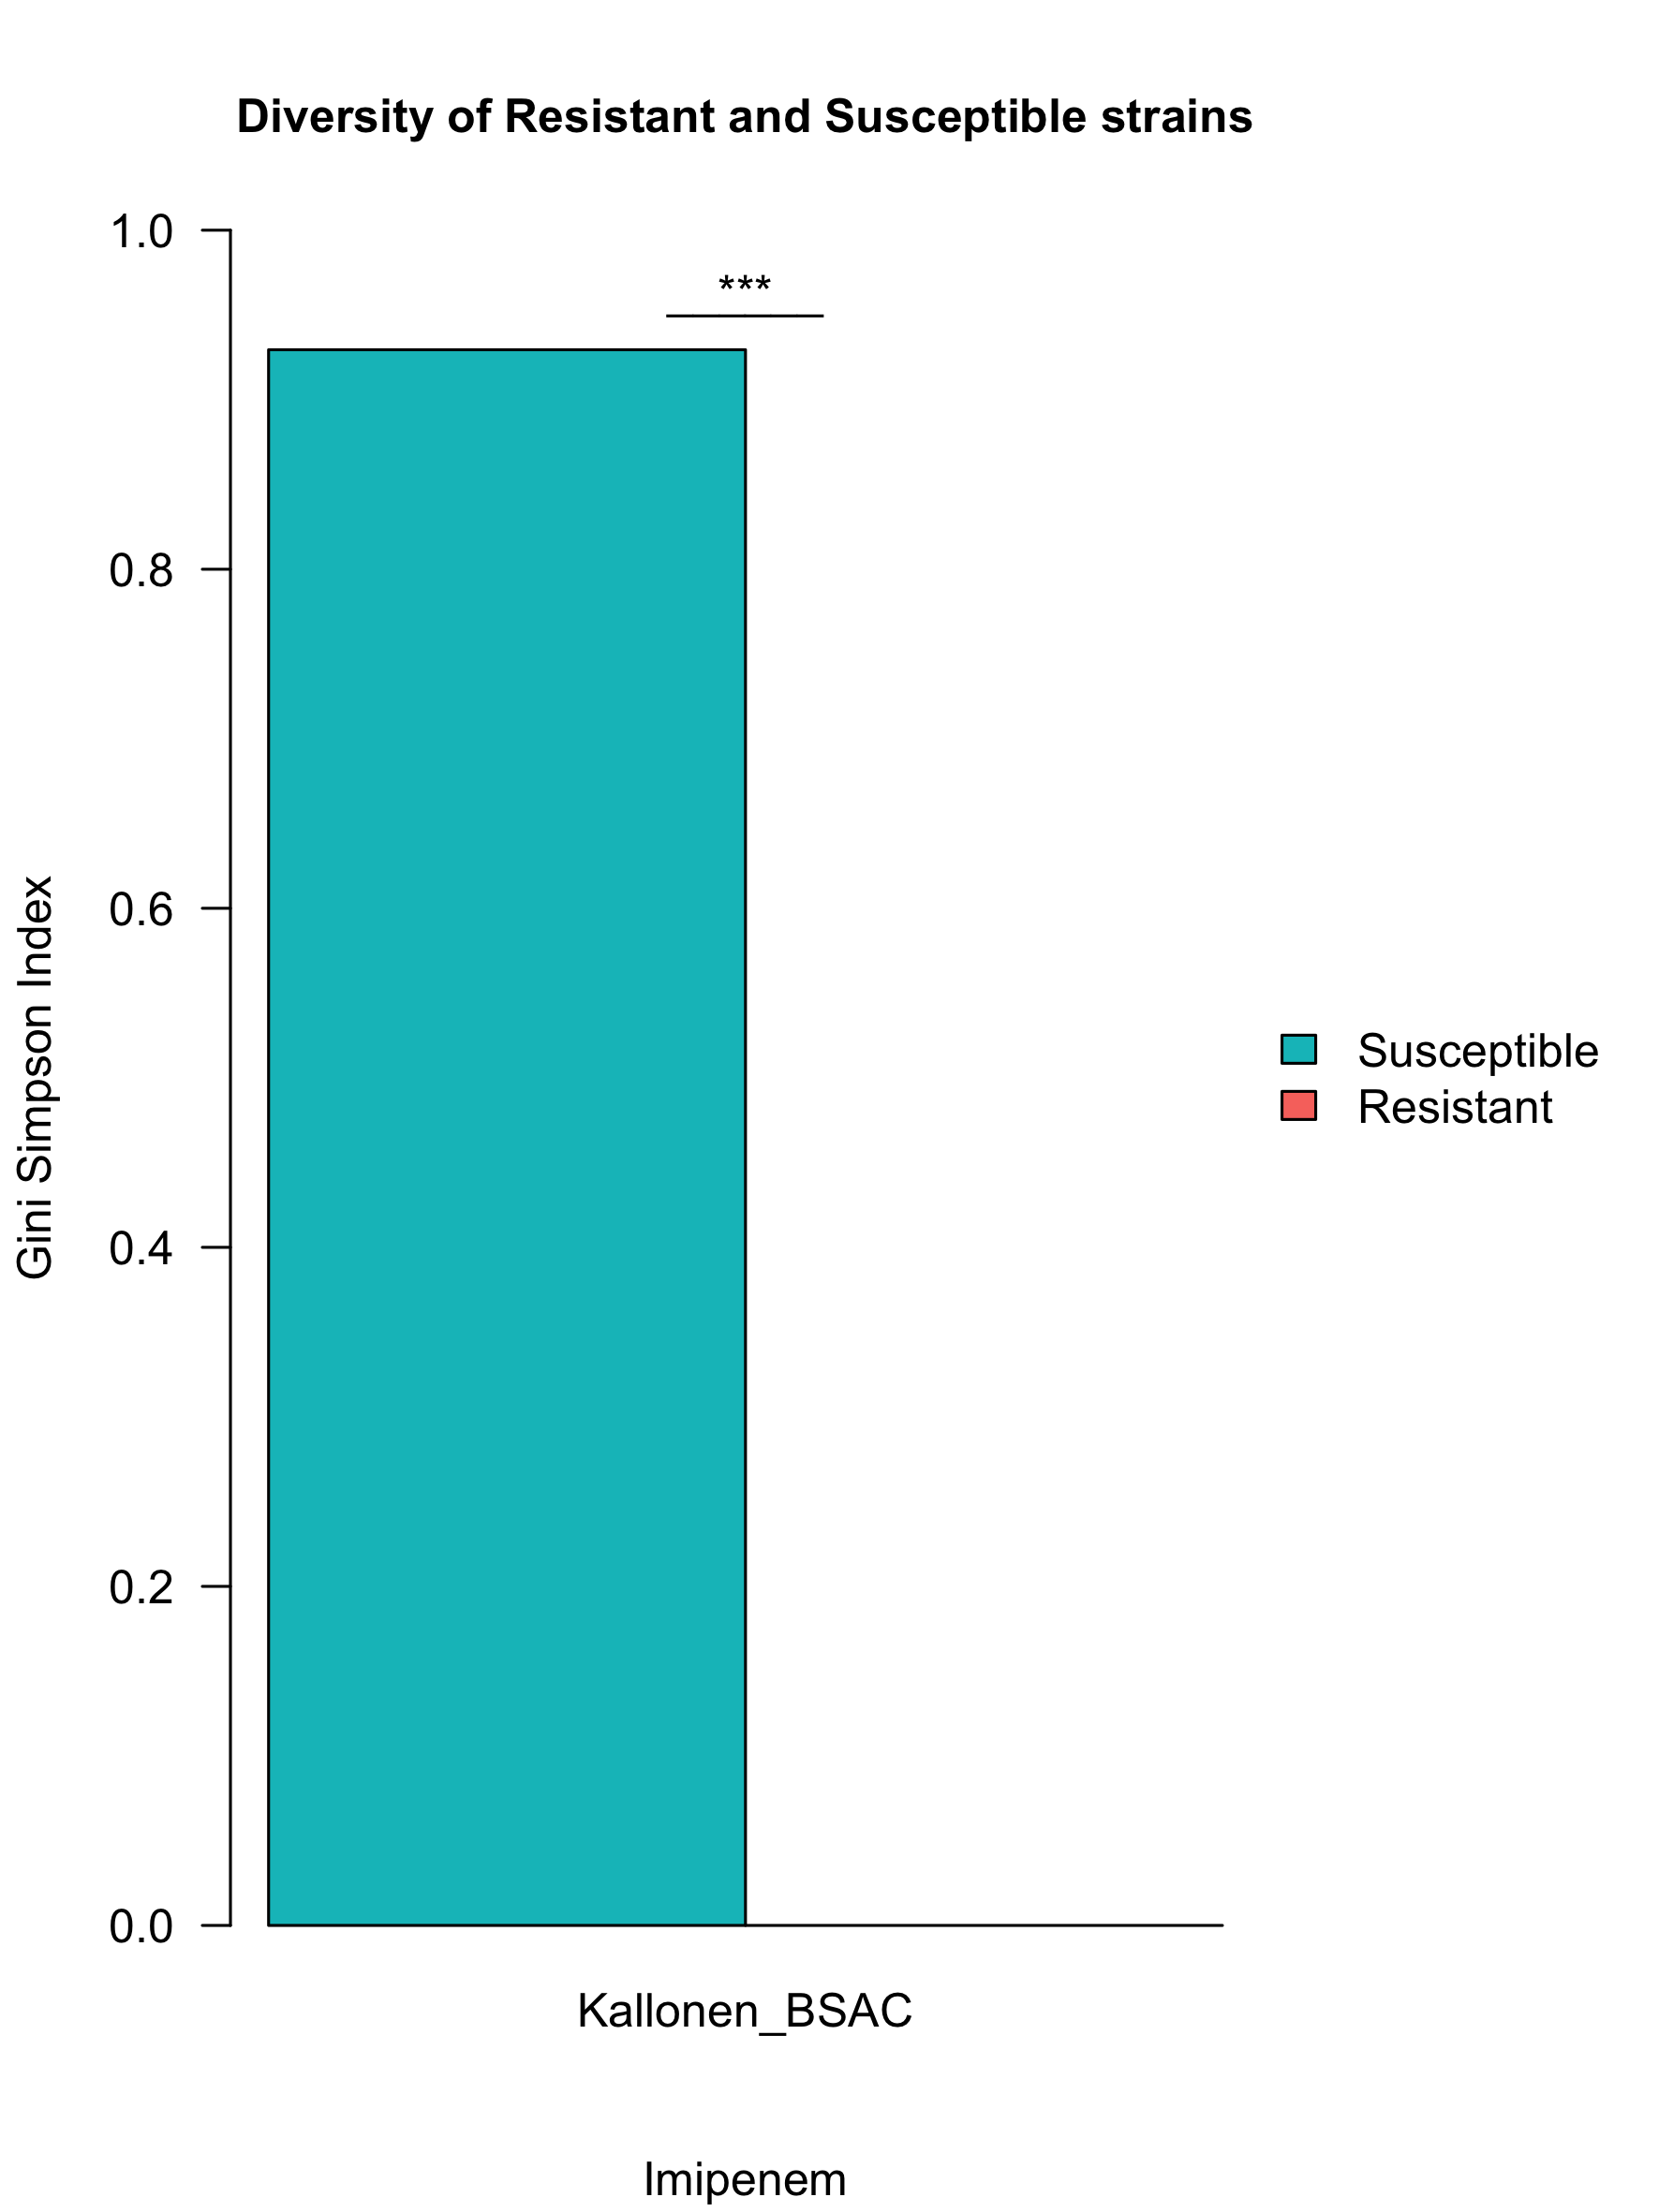 Diversity of Resistant and Susceptible strains
1.0
***
0.8
0.6
Gini Simpson Index
Susceptible
Resistant
0.4
0.2
0.0
Kallonen_BSAC
Imipenem